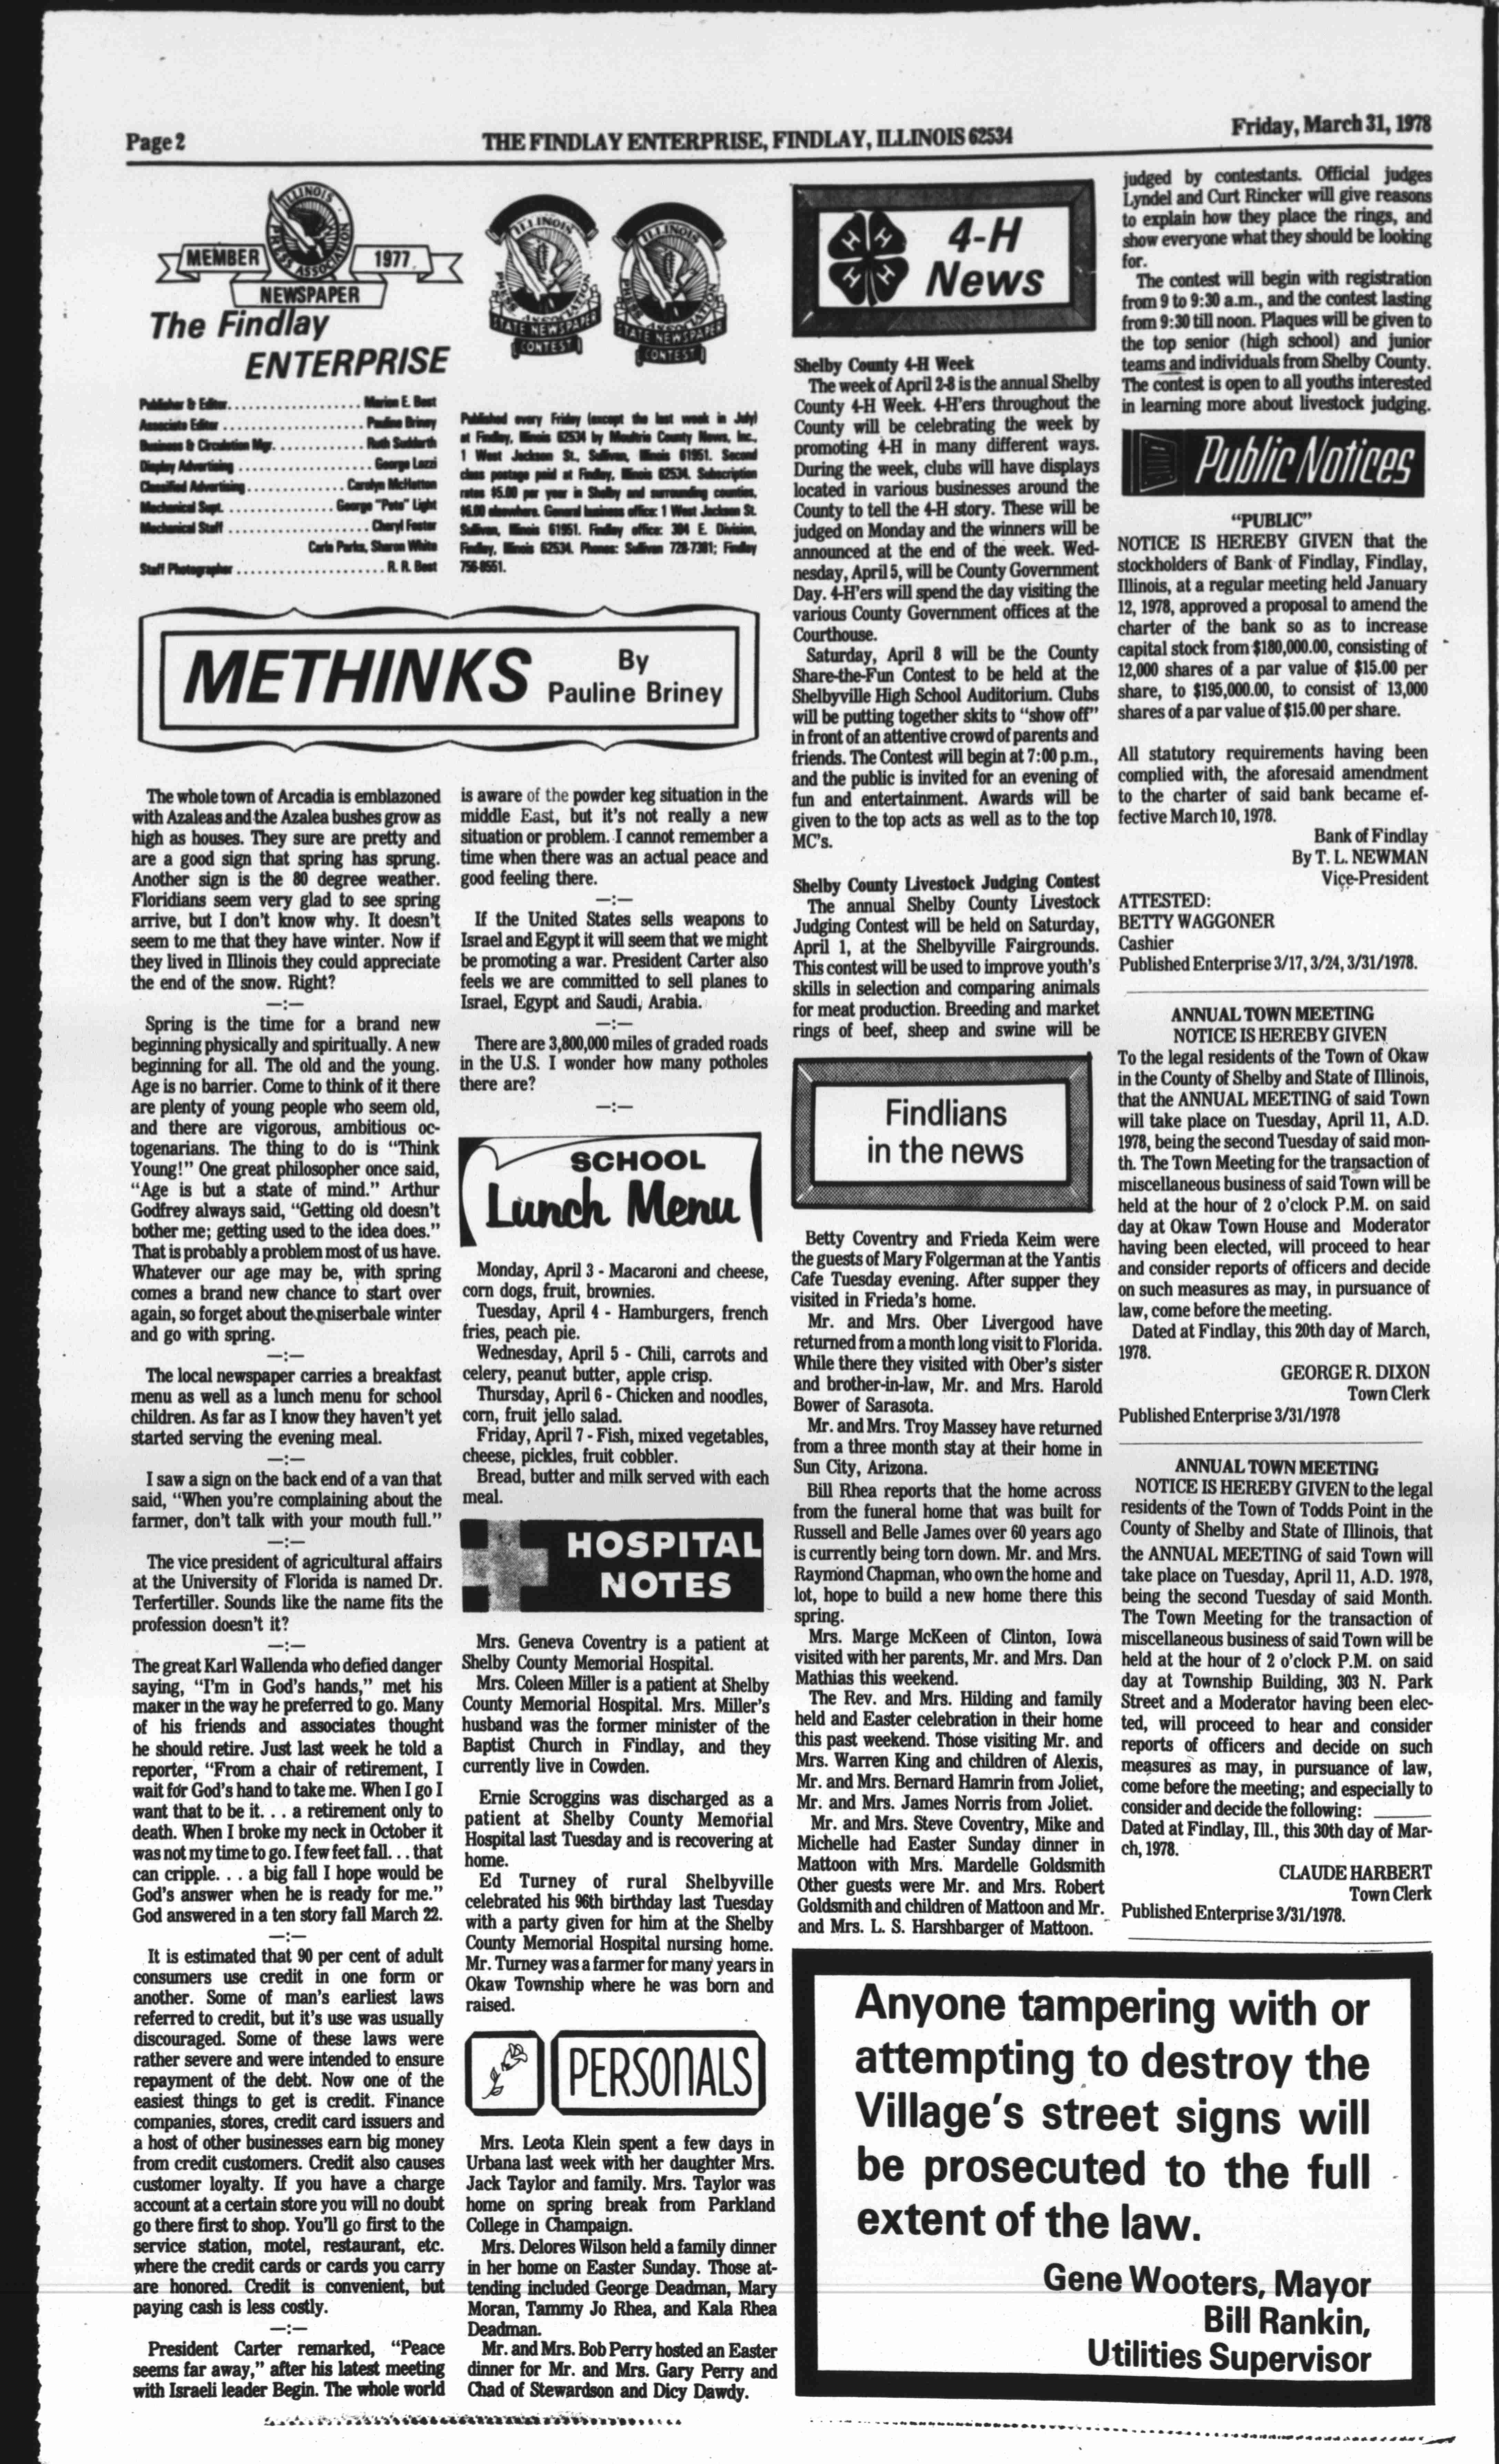 Page 2
THE FINDLAY ENTERPRISE, FINDLAY, ILLINOIS 62534
Friday, March 31, 1978
ILLINOIS
PRESS ASSOCIATION
MEMBER
1977
NEWSPAPER
The Findlay
ENTERPRISE
ILLINOIS
PRESS ASSOCIATION
STATE NEWSPAPER
CONTEST
ILLINOIS
PRESS ASSOCIATION
STATE NEWSPAPER
CONTEST
Publisher & Editor. . . . . . . . . . . . . . . . . Marion E. Best
Associate Editor . . . . . . . . . . . . . . . . . . Pauline Briney
Business & Circulation Mgr. . . . . . . . . . . . Ruth Suddarth
Display Advertising . . . . . . . . . . . . . . . . . George Lazzi
Classified Advertising. . . . . . . . . . . . . Carolyn McHatton
Mechanical Supt. . . . . . . . . . . . . . . George "Pete" Light
Mechanical Staff . . . . . . . . . . . . . . . . . . Cheryl Foster
Carla Parks, Sharon White
Staff Photographer . . . . . . . . . . . . . . . . . . . . R. R. Best
Published every Friday (except the last week in July)
at Findlay, Illinois 62534 by Moultrie County News, Inc.,
1 West Jackson St., Sullivan, Illinois 61951. Second
class postage paid at Findlay, Illinois 62534. Subscription
rates $5.00 per year in Shelby and surrounding counties,
$6.00 elsewhere. General business office: 1 West Jackson St.
Sullivan, Illinois 61951. Findlay office: 304 E. Division,
Findlay, Illinois 62534. Phones: Sullivan 728-7381; Findlay
756-8551.
METHINKS
By
Pauline Briney
The whole town of Arcadia is emblazoned
with Azaleas and the Azalea bushes grow as
high as houses. They sure are pretty and
are a good sign that spring has sprung.
Another sign is the 80 degree weather.
Floridians seem very glad to see spring
arrive, but I don't know why. It doesn't
seem to me that they have winter. Now if
they lived in Illinois they could appreciate
the end of the snow. Right?
—:—
Spring is the time for a brand new
beginning physically and spiritually. A new
beginning for all. The old and the young.
Age is no barrier. Come to think of it there
are plenty of young people who seem old,
and there are vigorous, ambitious oc-
togenarians. The thing to do is "Think
Young!" One great philosopher once said,
"Age is but a state of mind." Arthur
Godfrey always said, "Getting old doesn't
bother me; getting used to the idea does."
That is probably a problem most of us have.
Whatever our age may be, with spring
comes a brand new chance to start over
again, so forget about the miserbale winter
and go with spring.
—:—
The local newspaper carries a breakfast
menu as well as a lunch menu for school
children. As far as I know they haven't yet
started serving the evening meal.
—:—
I saw a sign on the back end of a van that
said, "When you're complaining about the
farmer, don't talk with your mouth full."
—:—
The vice president of agricultural affairs
at the University of Florida is named Dr.
Terfertiller. Sounds like the name fits the
profession doesn't it?
—:—
The great Karl Wallenda who defied danger
saying, "I'm in God's hands," met his
maker in the way he preferred to go. Many
of his friends and associates thought
he should retire. Just last week he told a
reporter, "From a chair of retirement, I
wait for God's hand to take me. When I go I
want that to be it. . . a retirement only to
death. When I broke my neck in October it
was not my time to go. I few feet fall. . . that
can cripple. . . a big fall I hope would be
God's answer when he is ready for me."
God answered in a ten story fall March 22.
—:—
It is estimated that 90 per cent of adult
consumers use credit in one form or
another. Some of man's earliest laws
referred to credit, but it's use was usually
discouraged. Some of these laws were
rather severe and were intended to ensure
repayment of the debt. Now one of the
easiest things to get is credit. Finance
companies, stores, credit card issuers and
a host of other businesses earn big money
from credit customers. Credit also causes
customer loyalty. If you have a charge
account at a certain store you will no doubt
go there first to shop. You'll go first to the
service station, motel, restaurant, etc.
where the credit cards or cards you carry
are honored. Credit is convenient, but
paying cash is less costly.
—:—
President Carter remarked, "Peace
seems far away," after his latest meeting
with Israeli leader Begin. The whole world
is aware of the powder keg situation in the
middle East, but it's not really a new
situation or problem. I cannot remember a
time when there was an actual peace and
good feeling there.
—:—
If the United States sells weapons to
Israel and Egypt it will seem that we might
be promoting a war. President Carter also
feels we are committed to sell planes to
Israel, Egypt and Saudi, Arabia.
—:—
There are 3,800,000 miles of graded roads
in the U.S. I wonder how many potholes
there are?
—:—
SCHOOL
Lunch Menu
Monday, April 3 - Macaroni and cheese,
corn dogs, fruit, brownies.
Tuesday, April 4 - Hamburgers, french
fries, peach pie.
Wednesday, April 5 - Chili, carrots and
celery, peanut butter, apple crisp.
Thursday, April 6 - Chicken and noodles,
corn, fruit jello salad.
Friday, April 7 - Fish, mixed vegetables,
cheese, pickles, fruit cobbler.
Bread, butter and milk served with each
meal.
HOSPITAL
NOTES
Mrs. Geneva Coventry is a patient at
Shelby County Memorial Hospital.
Mrs. Coleen Miller is a patient at Shelby
County Memorial Hospital. Mrs. Miller's
husband was the former minister of the
Baptist Church in Findlay, and they
currently live in Cowden.
Ernie Scroggins was discharged as a
patient at Shelby County Memorial
Hospital last Tuesday and is recovering at
home.
Ed Turney of rural Shelbyville
celebrated his 96th birthday last Tuesday
with a party given for him at the Shelby
County Memorial Hospital nursing home.
Mr. Turney was a farmer for many years in
Okaw Township where he was born and
raised.
PERSONALS
Mrs. Leota Klein spent a few days in
Urbana last week with her daughter Mrs.
Jack Taylor and family. Mrs. Taylor was
home on spring break from Parkland
College in Champaign.
Mrs. Delores Wilson held a family dinner
in her home on Easter Sunday. Those at-
tending included George Deadman, Mary
Moran, Tammy Jo Rhea, and Kala Rhea
Deadman.
Mr. and Mrs. Bob Perry hosted an Easter
dinner for Mr. and Mrs. Gary Perry and
Chad of Stewardson and Dicy Dawdy.
4-H
News
Shelby County 4-H Week
The week of April 2-8 is the annual Shelby
County 4-H Week. 4-H'ers throughout the
County will be celebrating the week by
promoting 4-H in many different ways.
During the week, clubs will have displays
located in various businesses around the
County to tell the 4-H story. These will be
judged on Monday and the winners will be
announced at the end of the week. Wed-
nesday, April 5, will be County Government
Day. 4-H'ers will spend the day visiting the
various County Government offices at the
Courthouse.
Saturday, April 8 will be the County
Share-the-Fun Contest to be held at the
Shelbyville High School Auditorium. Clubs
will be putting together skits to "show off"
in front of an attentive crowd of parents and
friends. The Contest will begin at 7:00 p.m.,
and the public is invited for an evening of
fun and entertainment. Awards will be
given to the top acts as well as to the top
MC's.
Shelby County Livestock Judging Contest
The annual Shelby County Livestock
Judging Contest will be held on Saturday,
April 1, at the Shelbyville Fairgrounds.
This contest will be used to improve youth's
skills in selection and comparing animals
for meat production. Breeding and market
rings of beef, sheep and swine will be
Findlians
in the news
Betty Coventry and Frieda Keim were
the guests of Mary Folgerman at the Yantis
Cafe Tuesday evening. After supper they
visited in Frieda's home.
Mr. and Mrs. Ober Livergood have
returned from a month long visit to Florida.
While there they visited with Ober's sister
and brother-in-law, Mr. and Mrs. Harold
Bower of Sarasota.
Mr. and Mrs. Troy Massey have returned
from a three month stay at their home in
Sun City, Arizona.
Bill Rhea reports that the home across
from the funeral home that was built for
Russell and Belle James over 60 years ago
is currently being torn down. Mr. and Mrs.
Raymond Chapman, who own the home and
lot, hope to build a new home there this
spring.
Mrs. Marge McKeen of Clinton, Iowa
visited with her parents, Mr. and Mrs. Dan
Mathias this weekend.
The Rev. and Mrs. Hilding and family
held and Easter celebration in their home
this past weekend. Those visiting Mr. and
Mrs. Warren King and children of Alexis,
Mr. and Mrs. Bernard Hamrin from Joliet,
Mr. and Mrs. James Norris from Joliet.
Mr. and Mrs. Steve Coventry, Mike and
Michelle had Easter Sunday dinner in
Mattoon with Mrs. Mardelle Goldsmith
Other guests were Mr. and Mrs. Robert
Goldsmith and children of Mattoon and Mr.
and Mrs. L. S. Harshbarger of Mattoon.
judged by contestants. Official judges
Lyndel and Curt Rincker will give reasons
to explain how they place the rings, and
show everyone what they should be looking
for.
The contest will begin with registration
from 9 to 9:30 a.m., and the contest lasting
from 9:30 till noon. Plaques will be given to
the top senior (high school) and junior
teams and individuals from Shelby County.
The contest is open to all youths interested
in learning more about livestock judging.
Public Notices
"PUBLIC"
NOTICE IS HEREBY GIVEN that the
stockholders of Bank of Findlay, Findlay,
Illinois, at a regular meeting held January
12, 1978, approved a proposal to amend the
charter of the bank so as to increase
capital stock from $180,000.00, consisting of
12,000 shares of a par value of $15.00 per
share, to $195,000.00, to consist of 13,000
shares of a par value of $15.00 per share.
All statutory requirements having been
complied with, the aforesaid amendment
to the charter of said bank became ef-
fective March 10, 1978.
Bank of Findlay
By T. L. NEWMAN
Vice-President
ATTESTED:
BETTY WAGGONER
Cashier
Published Enterprise 3/17, 3/24, 3/31/1978.
ANNUAL TOWN MEETING
NOTICE IS HEREBY GIVEN
To the legal residents of the Town of Okaw
in the County of Shelby and State of Illinois,
that the ANNUAL MEETING of said Town
will take place on Tuesday, April 11, A.D.
1978, being the second Tuesday of said mon-
th. The Town Meeting for the transaction of
miscellaneous business of said Town will be
held at the hour of 2 o'clock P.M. on said
day at Okaw Town House and Moderator
having been elected, will proceed to hear
and consider reports of officers and decide
on such measures as may, in pursuance of
law, come before the meeting.
Dated at Findlay, this 20th day of March,
1978.
GEORGE R. DIXON
Town Clerk
Published Enterprise 3/31/1978
ANNUAL TOWN MEETING
NOTICE IS HEREBY GIVEN to the legal
residents of the Town of Todds Point in the
County of Shelby and State of Illinois, that
the ANNUAL MEETING of said Town will
take place on Tuesday, April 11, A.D. 1978,
being the second Tuesday of said Month.
The Town Meeting for the transaction of
miscellaneous business of said Town will be
held at the hour of 2 o'clock P.M. on said
day at Township Building, 303 N. Park
Street and a Moderator having been elec-
ted, will proceed to hear and consider
reports of officers and decide on such
measures as may, in pursuance of law,
come before the meeting; and especially to
consider and decide the following: ______
Dated at Findlay, Ill., this 30th day of Mar-
ch, 1978.
CLAUDE HARBERT
Town Clerk
Published Enterprise 3/31/1978.
Anyone tampering with or
attempting to destroy the
Village's street signs will
be prosecuted to the full
extent of the law.
Gene Wooters, Mayor
Bill Rankin,
Utilities Supervisor